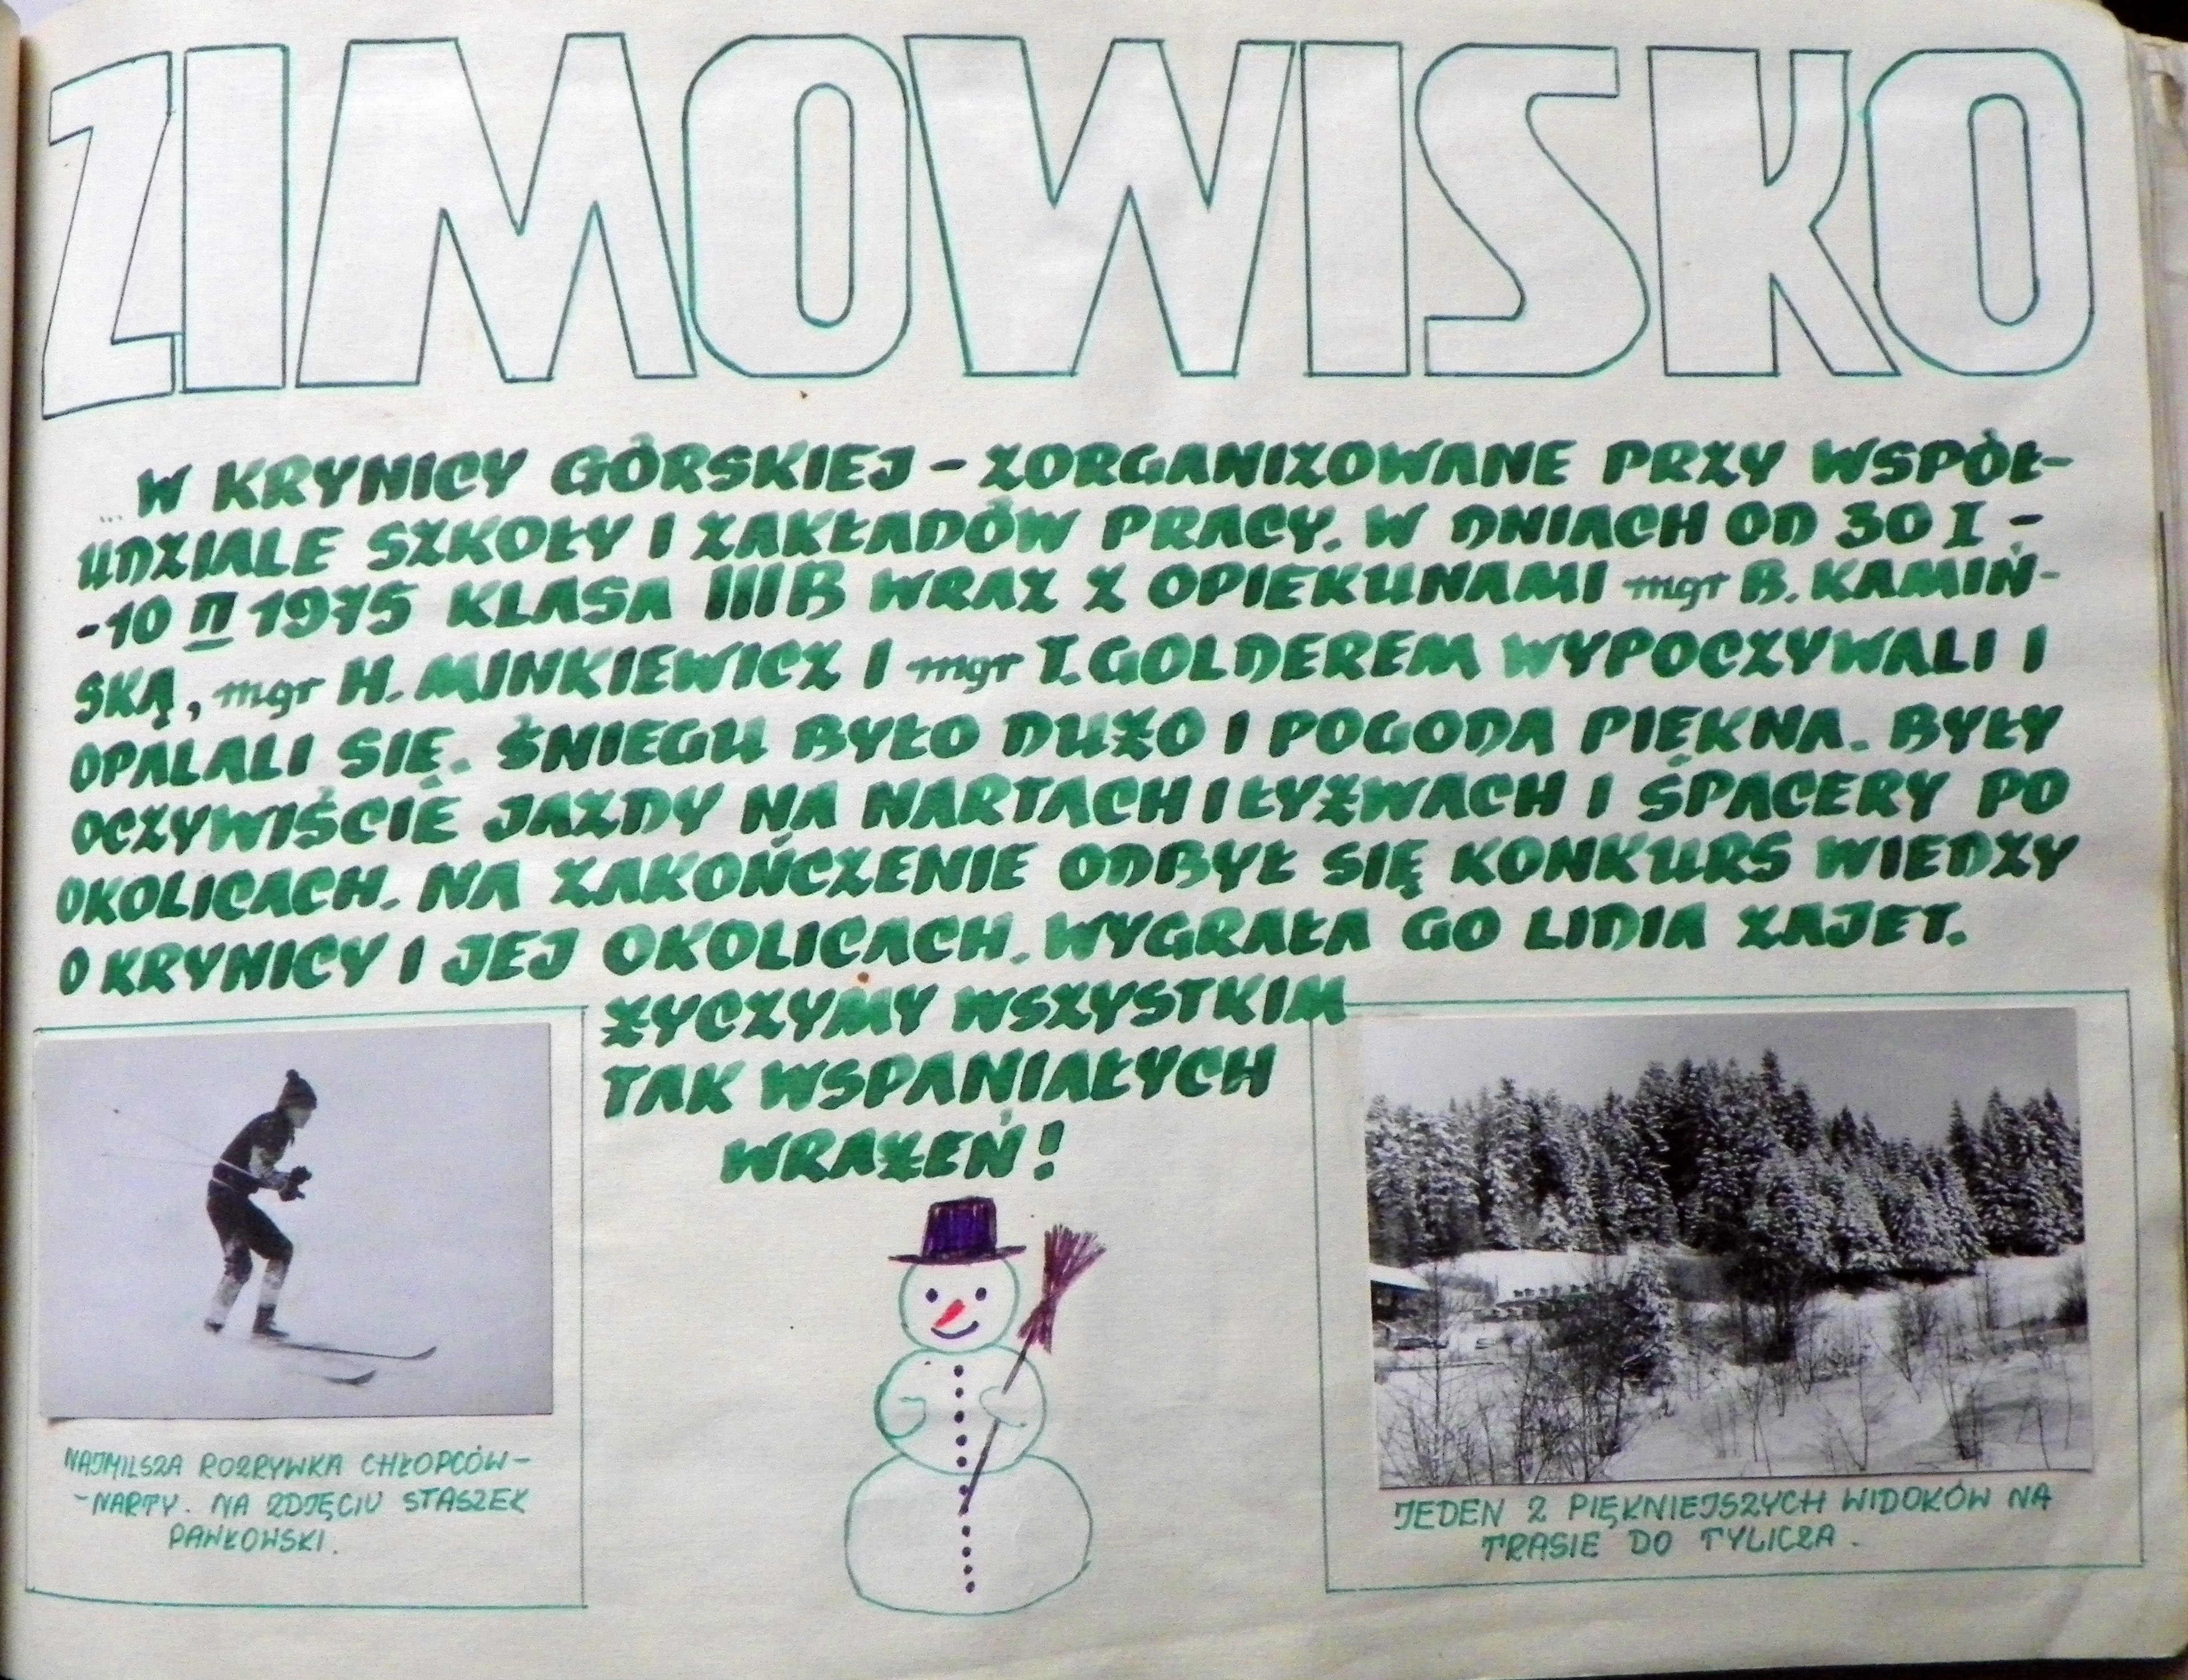 ZIMOWISKO
... W KRYNICY GÓRSKIEJ - ZORGANIZOWANE PRZY WSPÓŁ-
UDZIALE SZKOŁY I ZAKŁADÓW PRACY. W DNIACH OD 30 I -
-10 II 1975 KLASA III B WRAZ Z OPIEKUNAMI mgr B. KAMIŃ-
SKĄ, mgr H. MINKIEWICZ I mgr T. GOLDEREM WYPOCZYWALI I
OPALALI SIĘ. ŚNIEGU BYŁO DUŻO I POGODA PIĘKNA. BYŁY
OCZYWIŚCIE JAZDY NA NARTACH I ŁYŻWACH I SPACERY PO
OKOLICACH. NA ZAKOŃCZENIE ODBYŁ SIĘ KONKURS WIEDZY
O KRYNICY I JEJ OKOLICACH. WYGRAŁA GO LIDIA ZAJET.
ŻYCZYMY WSZYSTKIM
TAK WSPANIAŁYCH
WRAŻEŃ!
NAJMILSZA ROZRYWKA CHŁOPCÓW-
-NARTY. NA ZDJĘCIU STASZEK
PAWŁOWSKI.
JEDEN Z PIĘKNIEJSZYCH WIDOKÓW NA
TRASIE DO TYLICZA.